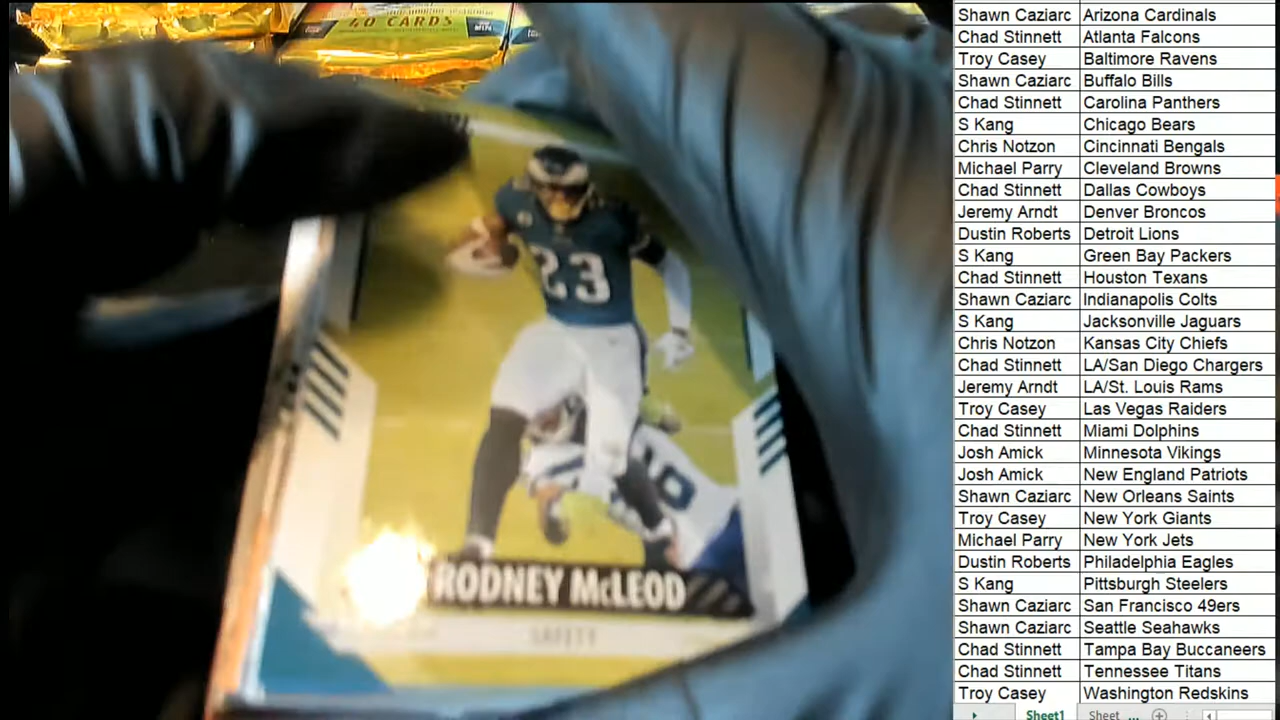 40 CARDS
23
RODNEY McLEOD
SAFETY
Shawn Caziarc Arizona Cardinals
Chad Stinnett Atlanta Falcons
Troy Casey Baltimore Ravens
Shawn Caziarc Buffalo Bills
Chad Stinnett Carolina Panthers
S Kang Chicago Bears
Chris Notzon Cincinnati Bengals
Michael Parry Cleveland Browns
Chad Stinnett Dallas Cowboys
Jeremy Arndt Denver Broncos
Dustin Roberts Detroit Lions
S Kang Green Bay Packers
Chad Stinnett Houston Texans
Shawn Caziarc Indianapolis Colts
S Kang Jacksonville Jaguars
Chris Notzon Kansas City Chiefs
Chad Stinnett LA/San Diego Chargers
Jeremy Arndt LA/St. Louis Rams
Troy Casey Las Vegas Raiders
Chad Stinnett Miami Dolphins
Josh Amick Minnesota Vikings
Josh Amick New England Patriots
Shawn Caziarc New Orleans Saints
Troy Casey New York Giants
Michael Parry New York Jets
Dustin Roberts Philadelphia Eagles
S Kang Pittsburgh Steelers
Shawn Caziarc San Francisco 49ers
Shawn Caziarc Seattle Seahawks
Chad Stinnett Tampa Bay Buccaneers
Chad Stinnett Tennessee Titans
Troy Casey Washington Redskins
Sheet1 Sheet ...